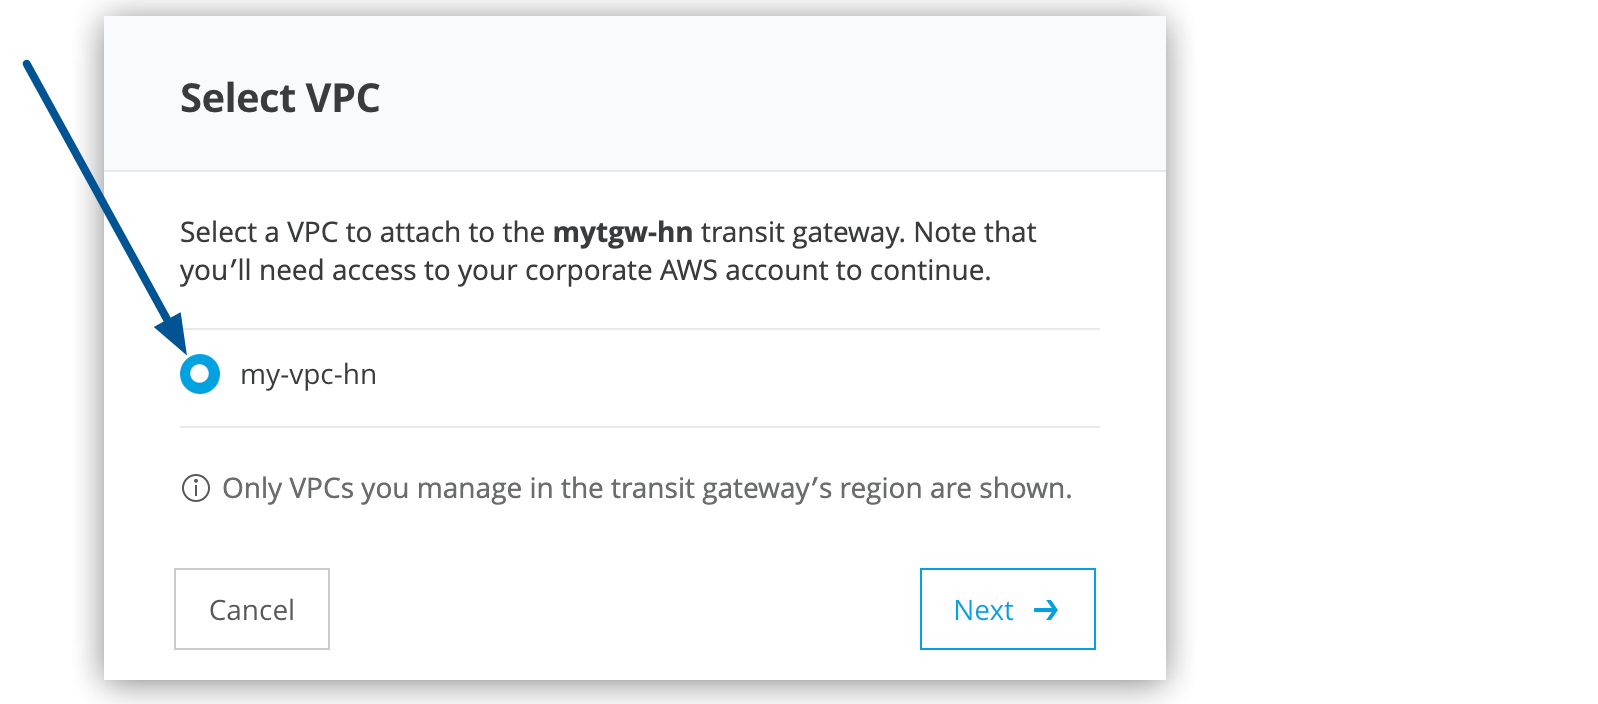 Select VPC
Select a VPC to attach to the mytgw-hn transit gateway. Note that
you’ll need access to your corporate AWS account to continue.
my-vpc-hn
Only VPCs you manage in the transit gateway’s region are shown.
Cancel
Next